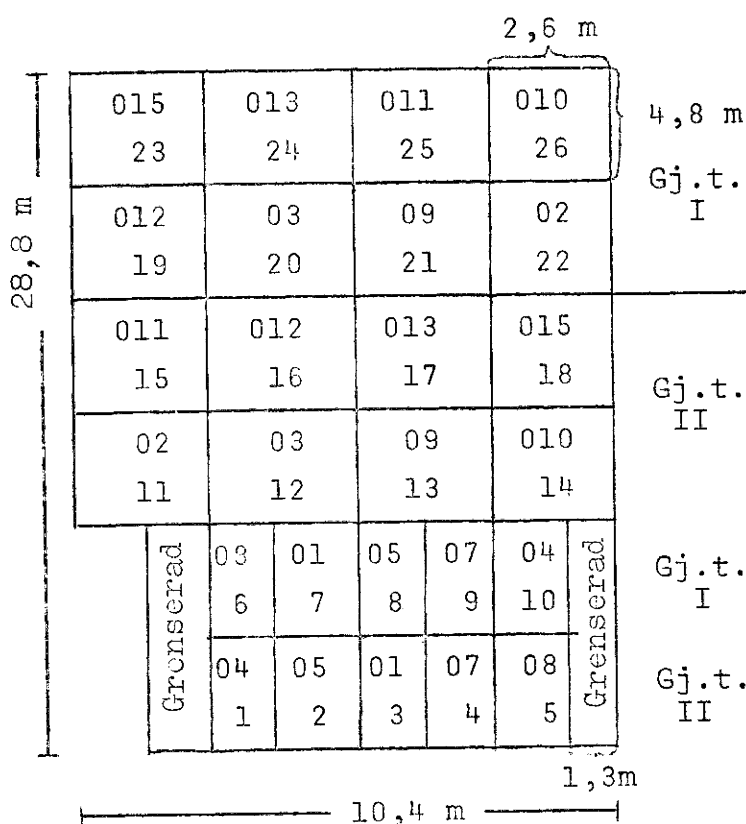 2,6 m
015 013 011 010 4,8 m
23 24 25 26
Gj.t.
I
012 03 09 02
19 20 21 22
28,8 m
011 012 013 015
15 16 17 18
Gj.t.
II
02 03 09 010
11 12 13 14
Grenserad
03 01 05 07 04
6 7 8 9 10
Gj.t.
I
Grenserad
04 05 01 07 08
1 2 3 4 5
Gj.t.
II
1,3m
10,4 m